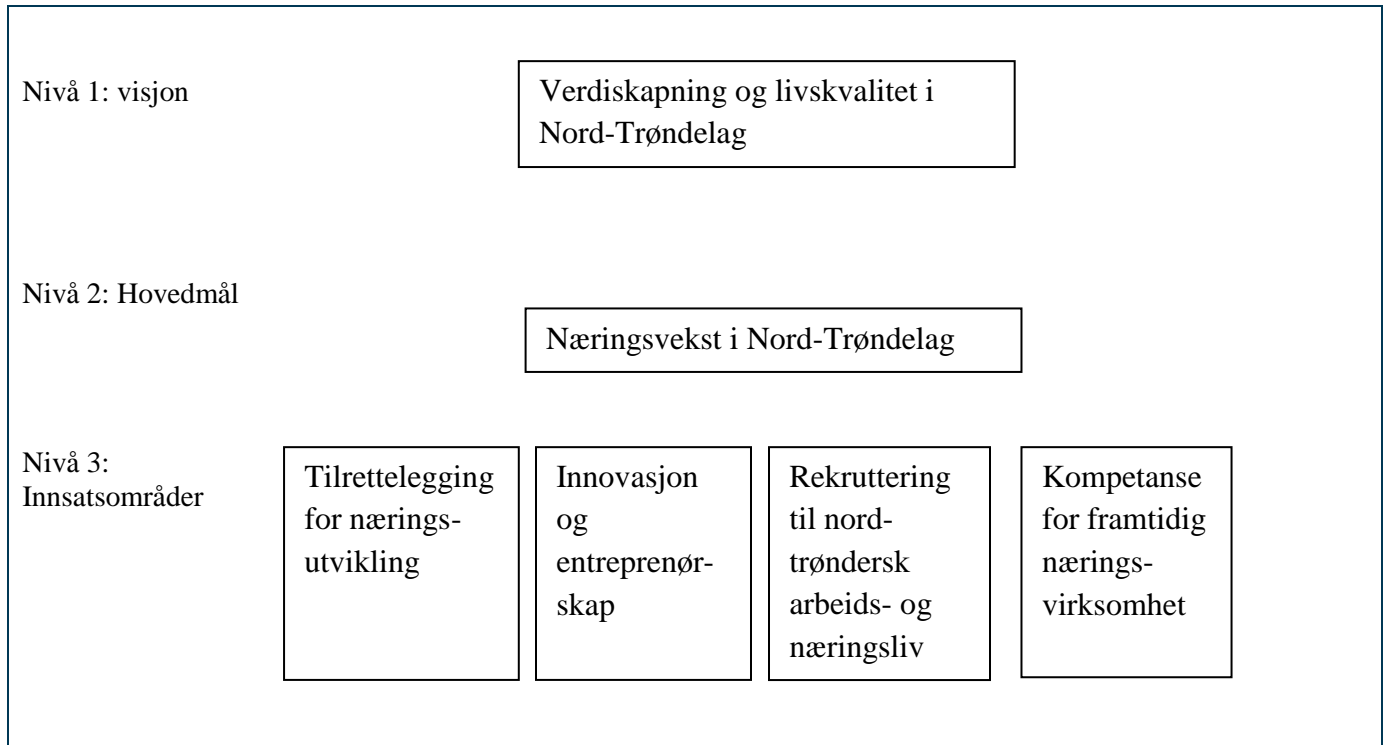 Nivå 1: visjon
Verdiskapning og livskvalitet i
Nord-Trøndelag
Nivå 2: Hovedmål
Næringsvekst i Nord-Trøndelag
Nivå 3:
Innsatsområder
Tilrettelegging
for nærings-
utvikling
Innovasjon
og
entreprenør-
skap
Rekruttering
til nord-
trøndersk
arbeids- og
næringsliv
Kompetanse
for framtidig
nærings-
virksomhet